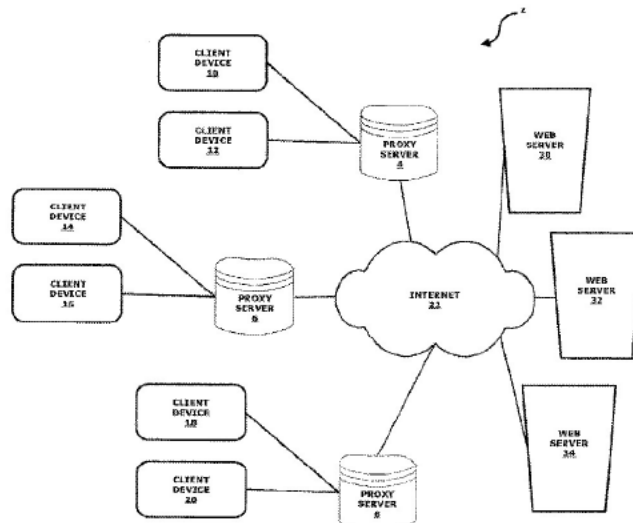 2
CLIENT
DEVICE
10
CLIENT
DEVICE
12
PROXY
SERVER
4
WEB
SERVER
30
CLIENT
DEVICE
14
CLIENT
DEVICE
16
PROXY
SERVER
6
INTERNET
22
WEB
SERVER
32
CLIENT
DEVICE
18
CLIENT
DEVICE
20
PROXY
SERVER
8
WEB
SERVER
34